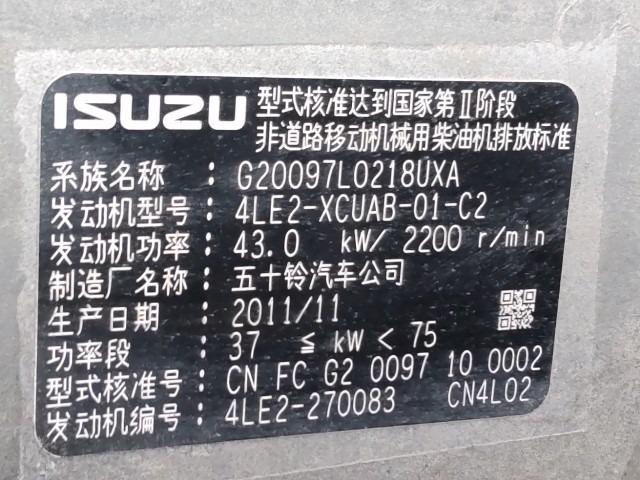 ISUZU 型式核准达到国家第Ⅱ阶段
非道路移动机械用柴油机排放标准
系族名称 : G20097L0218UXA
发动机型号 : 4LE2-XCUAB-01-C2
发动机功率 : 43.0 kW/ 2200 r/min
制造厂名称 : 五十铃汽车公司
生产日期 : 2011/11
功率段 : 37 ≦ kW < 75
型式核准号 : CN FC G2 0097 10 0002
发动机编号 : 4LE2-270083 CN4L02